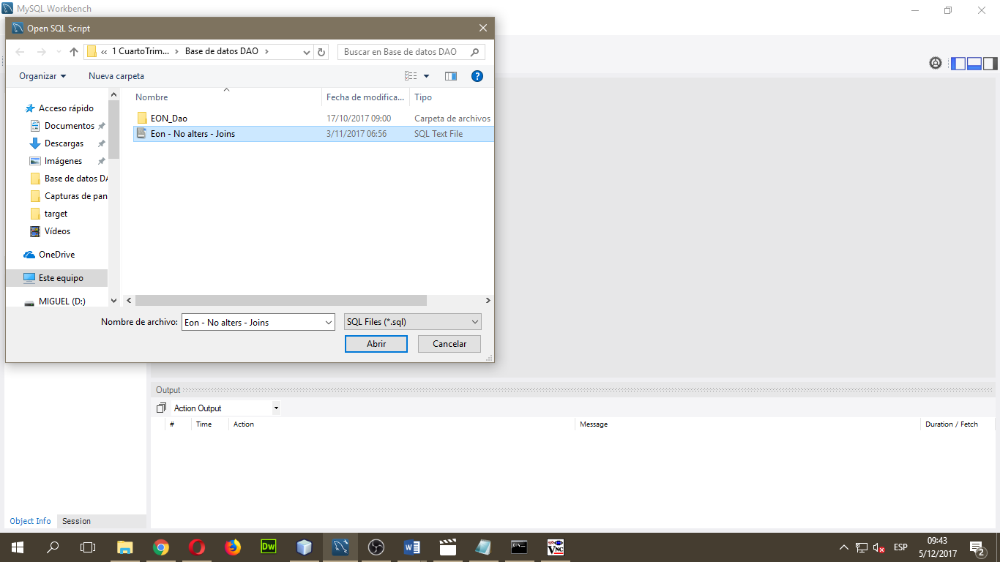 MySQL Workbench
Open SQL Script
« 1 CuartoTrim... > Base de datos DAO >
Buscar en Base de datos DAO
Organizar
Nueva carpeta
Nombre
Fecha de modifica...
Tipo
Acceso rápido
Documentos
Descargas
Imágenes
Base de datos DA
Capturas de pan
target
Vídeos
OneDrive
Este equipo
MIGUEL (D:)
EON_Dao 17/10/2017 09:00 Carpeta de archivos
Eon - No alters - Joins 3/11/2017 06:56 SQL Text File
Nombre de archivo: Eon - No alters - Joins
SQL Files (*.sql)
Abrir
Cancelar
Output
Action Output
# Time Action Message Duration / Fetch
Object Info Session
Dw
W
VNC
ESP
09:43
5/12/2017
2